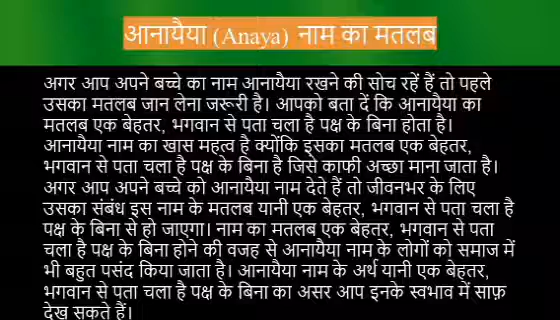 आनायैया (Anaya) नाम का मतलब
अगर आप अपने बच्चे का नाम आनायैया रखने की सोच रहें हैं तो पहले
उसका मतलब जान लेना जरूरी है। आपको बता दें कि आनायैया का
मतलब एक बेहतर, भगवान से पता चला है पक्ष के बिना होता है।
आनायैया नाम का खास महत्व है क्योंकि इसका मतलब एक बेहतर,
भगवान से पता चला है पक्ष के बिना है जिसे काफी अच्छा माना जाता है।
अगर आप अपने बच्चे को आनायैया नाम देते हैं तो जीवनभर के लिए
उसका संबंध इस नाम के मतलब यानी एक बेहतर, भगवान से पता चला है
पक्ष के बिना से हो जाएगा। नाम का मतलब एक बेहतर, भगवान से पता
चला है पक्ष के बिना होने की वजह से आनायैया नाम के लोगों को समाज में
भी बहुत पसंद किया जाता है। आनायैया नाम के अर्थ यानी एक बेहतर,
भगवान से पता चला है पक्ष के बिना का असर आप इनके स्वभाव में साफ़
देख सकते हैं।